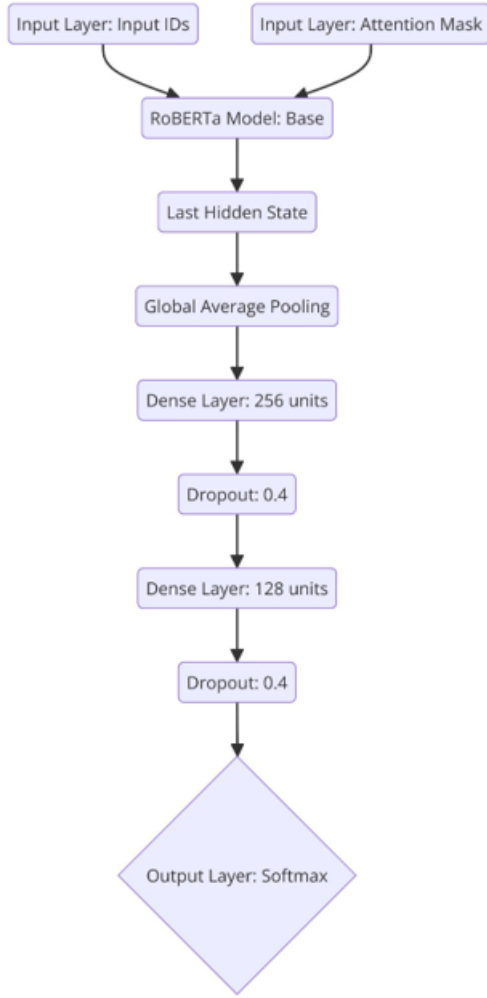 Input Layer: Input IDs
Input Layer: Attention Mask
RoBERTa Model: Base
Last Hidden State
Global Average Pooling
Dense Layer: 256 units
Dropout: 0.4
Dense Layer: 128 units
Dropout: 0.4
Output Layer: Softmax